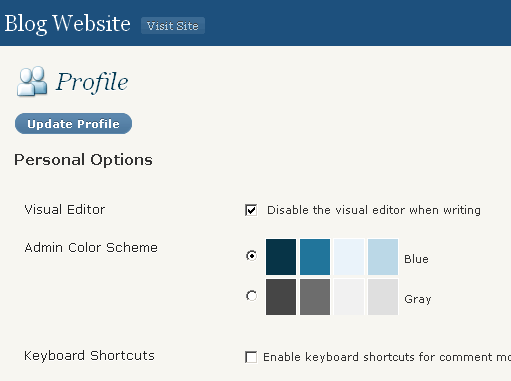 Blog Website Visit Site
Profile
Update Profile
Personal Options
Visual Editor Disable the visual editor when writing
Admin Color Scheme
Blue
Gray
Keyboard Shortcuts Enable keyboard shortcuts for comment